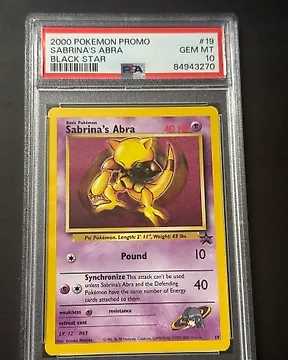 2000 POKEMON PROMO #19
SABRINA'S ABRA GEM MT
BLACK STAR 10
PSA 84943270
Basic Pokémon
Sabrina's Abra 40 HP
Psi Pokémon. Length: 2' 11", Weight: 43 lbs.
Pound 10
Synchronize This attack can't be used
unless Sabrina's Abra and the Defending
Pokémon have the same number of Energy
cards attached to them.
40
weakness resistance
retreat cost
LV. 12 #63
19